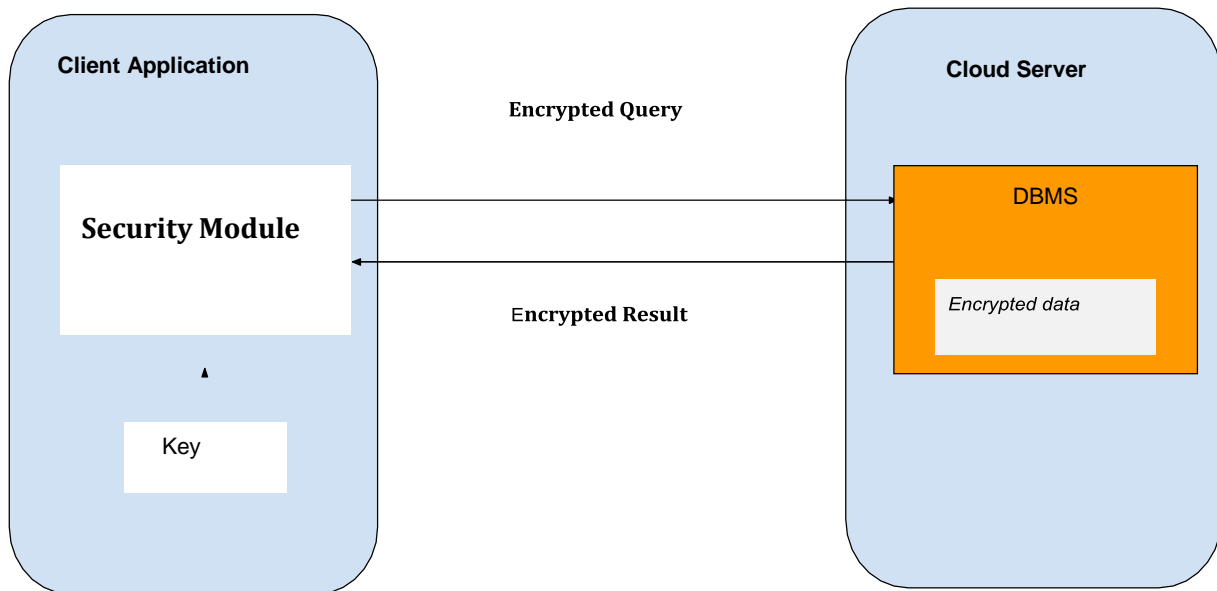 Client Application
Cloud Server
Encrypted Query
Security Module
DBMS
Encrypted data
Encrypted Result
Key